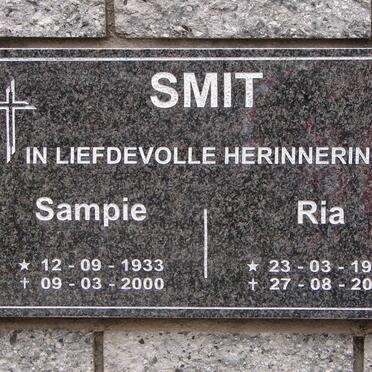 SMIT
IN LIEFDEVOLLE HERINNERIN
Sampie Ria
★ 12 - 09 - 1933 ★ 23 - 03 - 19
✝ 09 - 03 - 2000 ✝ 27 - 08 - 20